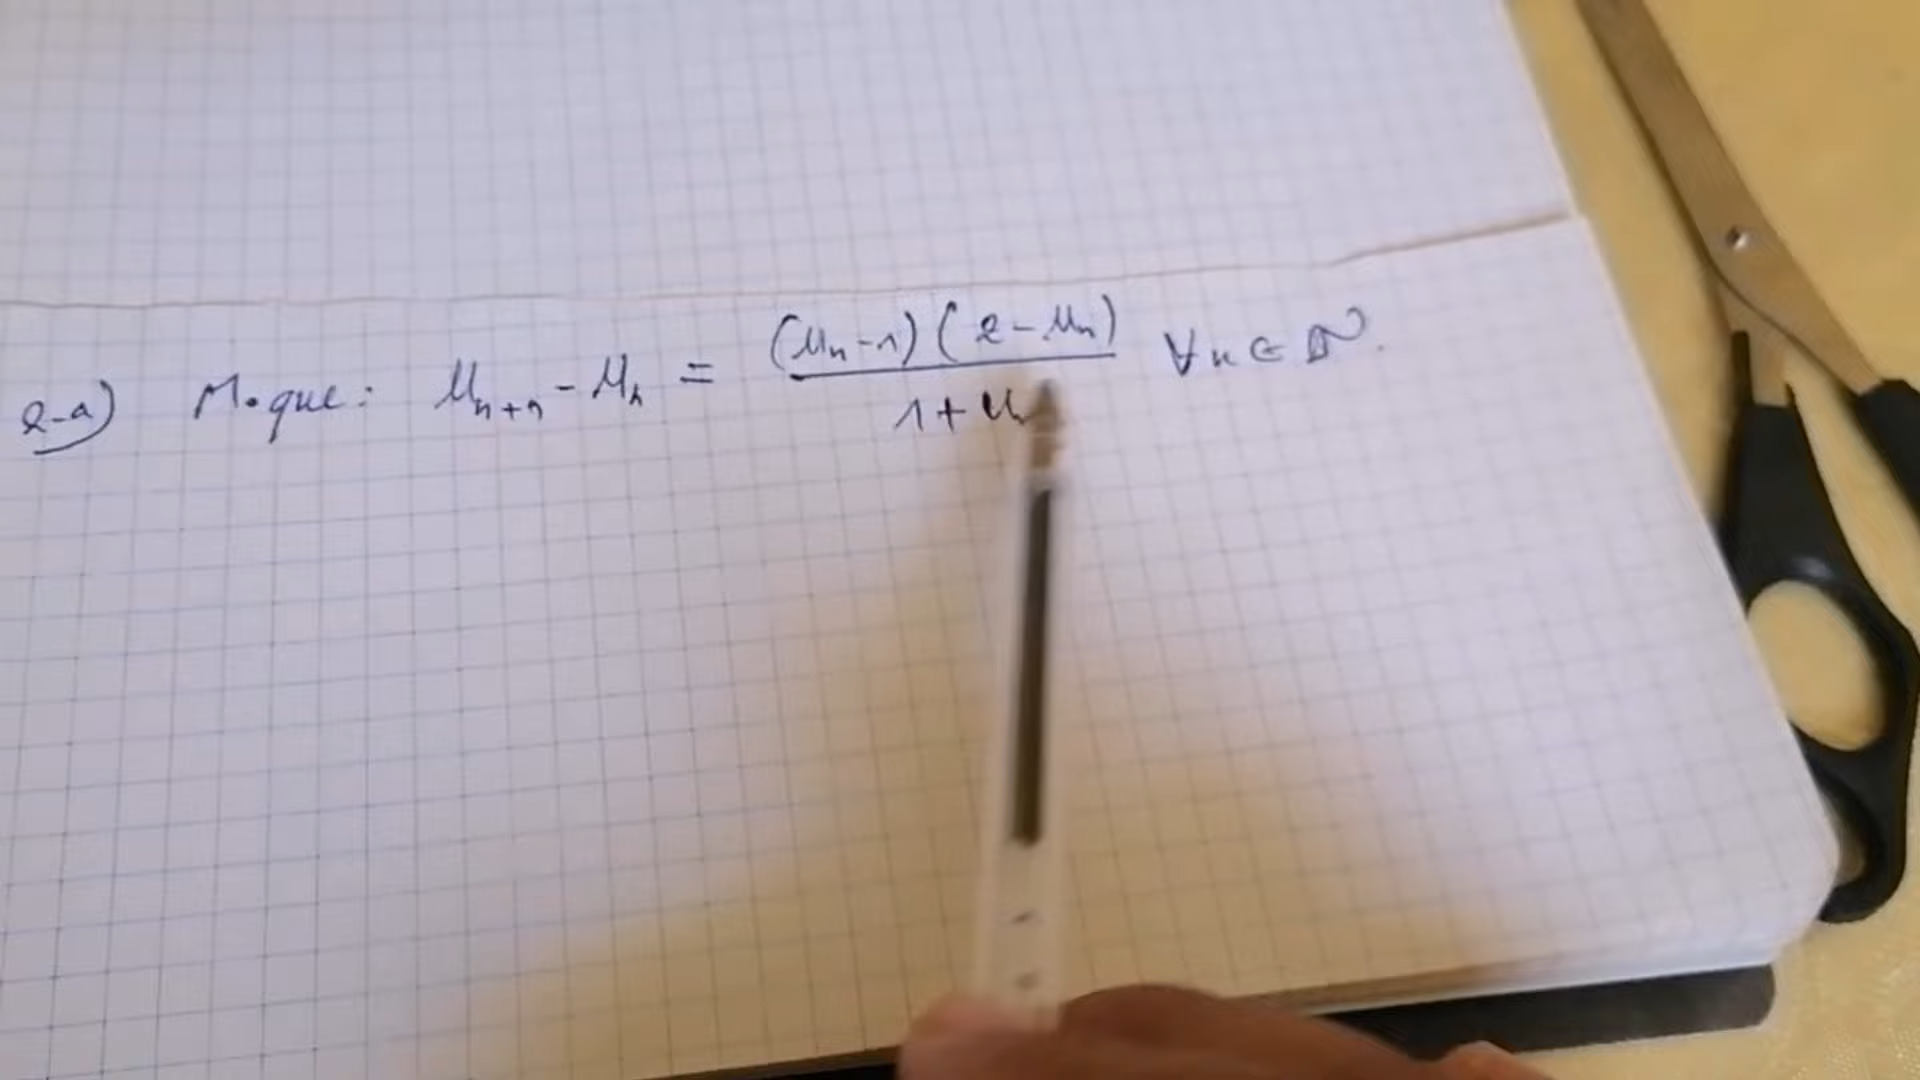 2-a) M.que: Un+1 - Un = (Un-1)(2-Un) / 1+Un ∀n∈ℕ.